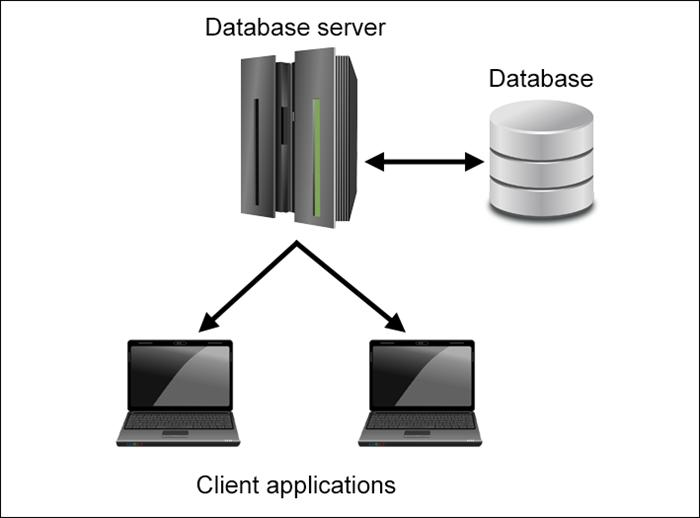 Database server
Database
Client applications